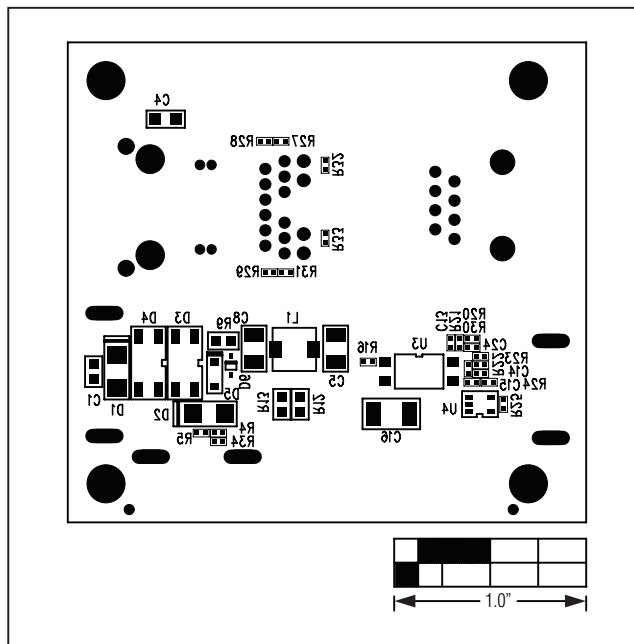 C4
R28 R27
R32
R33
R29 R31
D4 D3 R9 C8 L1
C13 R21 R20
R30
R16 U3 C24
R22 R23
C14
C1 D1 D2 D5 D6 C5
C15 R24
R13 R12 U4 R25
R5 R4
R34
C16
1.0"